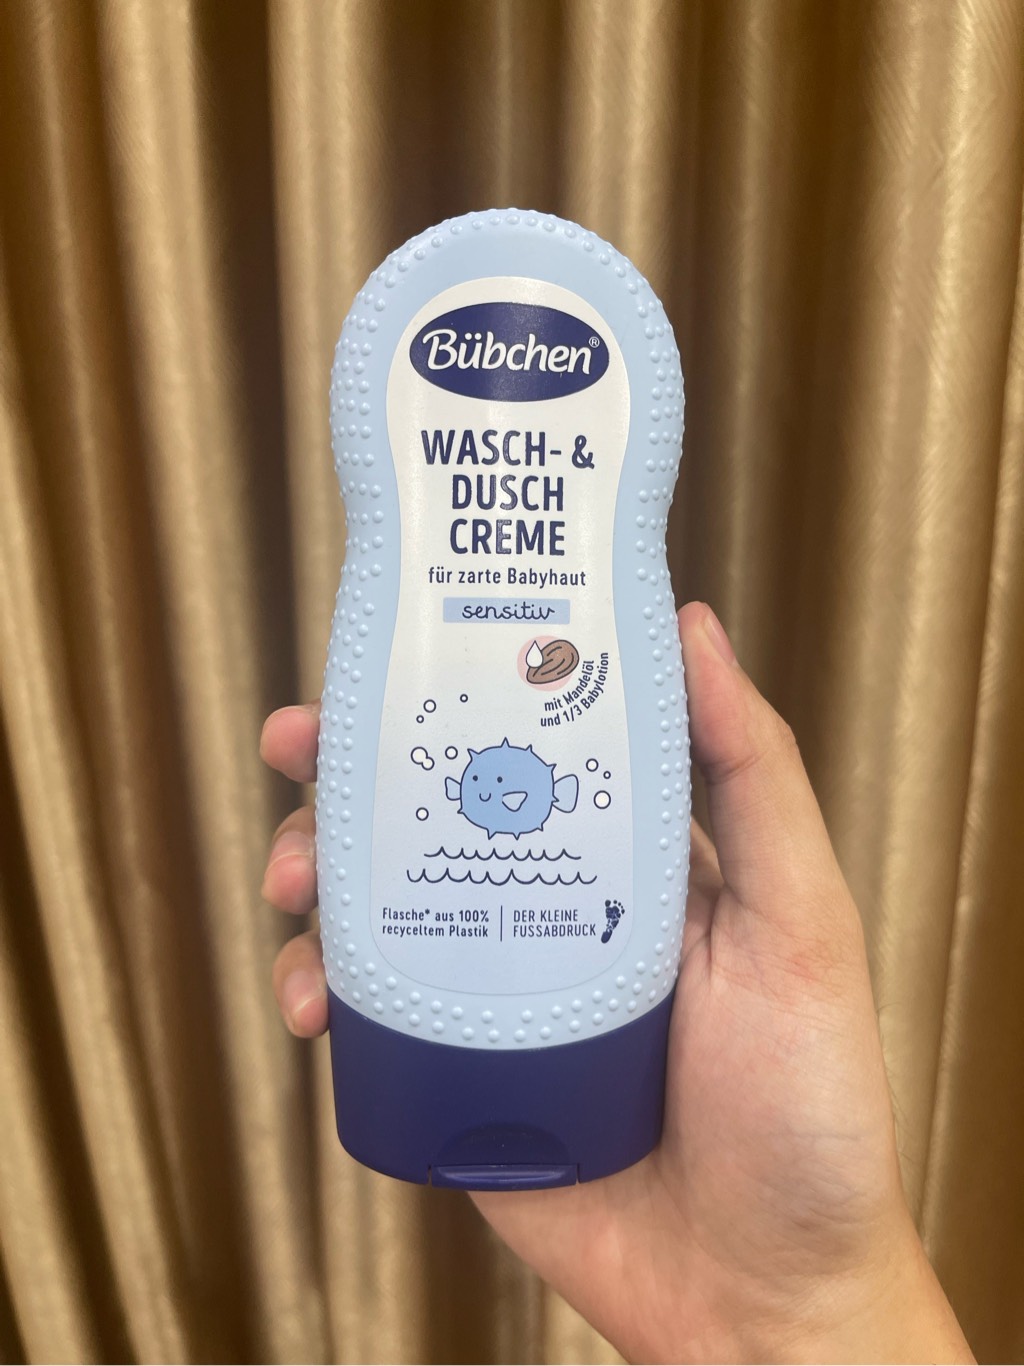 Bübchen®
WASCH- &
DUSCH
CREME
für zarte Babyhaut
sensitiv
mit Mandelöl
und 1/3 Babylotion
Flasche* aus 100%
recyceltem Plastik
DER KLEINE
FUSSABDRUCK